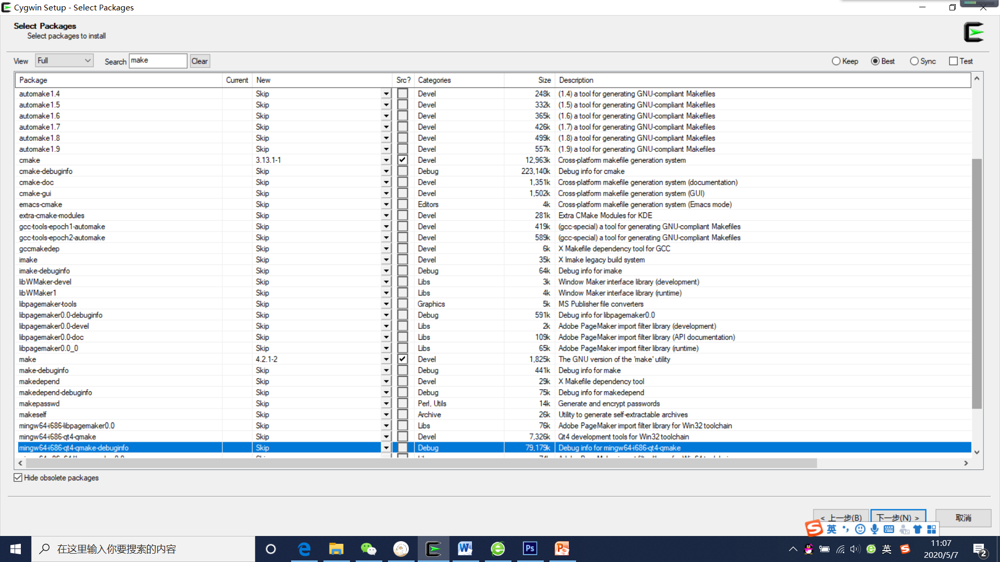 Cygwin Setup - Select Packages
Select Packages
Select packages to install
View Full Search make Clear Keep Best Sync Test
Package Current New Src? Categories Size Description
automake1.4 Skip Devel 248k (1.4) a tool for generating GNU-compliant Makefiles
automake1.5 Skip Devel 332k (1.5) a tool for generating GNU-compliant Makefiles
automake1.6 Skip Devel 365k (1.6) a tool for generating GNU-compliant Makefiles
automake1.7 Skip Devel 426k (1.7) a tool for generating GNU-compliant Makefiles
automake1.8 Skip Devel 499k (1.8) a tool for generating GNU-compliant Makefiles
automake1.9 Skip Devel 557k (1.9) a tool for generating GNU-compliant Makefiles
cmake 3.13.1-1 Devel 12,963k Cross-platform makefile generation system
cmake-debuginfo Skip Debug 223,140k Debug info for cmake
cmake-doc Skip Devel 1,351k Cross-platform makefile generation system (documentation)
cmake-gui Skip Devel 1,502k Cross-platform makefile generation system (GUI)
emacs-cmake Skip Editors 4k Cross-platform makefile generation system (Emacs mode)
extra-cmake-modules Skip Devel 281k Extra CMake Modules for KDE
gcc-tools-epoch1-automake Skip Devel 419k (gcc-special) a tool for generating GNU-compliant Makefiles
gcc-tools-epoch2-automake Skip Devel 589k (gcc-special) a tool for generating GNU-compliant Makefiles
gccmakedep Skip Devel 6k X Makefile dependency tool for GCC
imake Skip Devel 35k X Imake legacy build system
imake-debuginfo Skip Debug 64k Debug info for imake
libWMaker-devel Skip Libs 3k Window Maker interface library (development)
libWMaker1 Skip Libs 4k Window Maker interface library (runtime)
libpagemaker-tools Skip Graphics 5k MS Publisher file converters
libpagemaker0.0-debuginfo Skip Debug 591k Debug info for libpagemaker0.0
libpagemaker0.0-devel Skip Libs 2k Adobe PageMaker import filter library (development)
libpagemaker0.0-doc Skip Libs 109k Adobe PageMaker import filter library (API documentation)
libpagemaker0.0_0 Skip Libs 65k Adobe PageMaker import filter library (runtime)
make 4.2.1-2 Devel 1,825k The GNU version of the 'make' utility
make-debuginfo Skip Debug 441k Debug info for make
makedepend Skip Devel 29k X Makefile dependency tool
makedepend-debuginfo Skip Debug 75k Debug info for makedepend
makepasswd Skip Perl, Utils 14k Generate and encrypt passwords
makeself Skip Archive 26k Utility to generate self-extractable archives
mingw64-i686-libpagemaker0.0 Skip Libs 76k Adobe PageMaker import filter library for Win32 toolchain
mingw64-i686-qt4-qmake Skip Devel 7,326k Qt4 development tools for Win32 toolchain
mingw64-i686-qt4-qmake-debuginfo Skip Debug 79,179k Debug info for mingw64-i686-qt4-qmake
Hide obsolete packages
< 上一步(B) 下一步(N) > 取消
S 英
在这里输入你要搜索的内容
W Ps P 英 S
11:07
2020/5/7
2